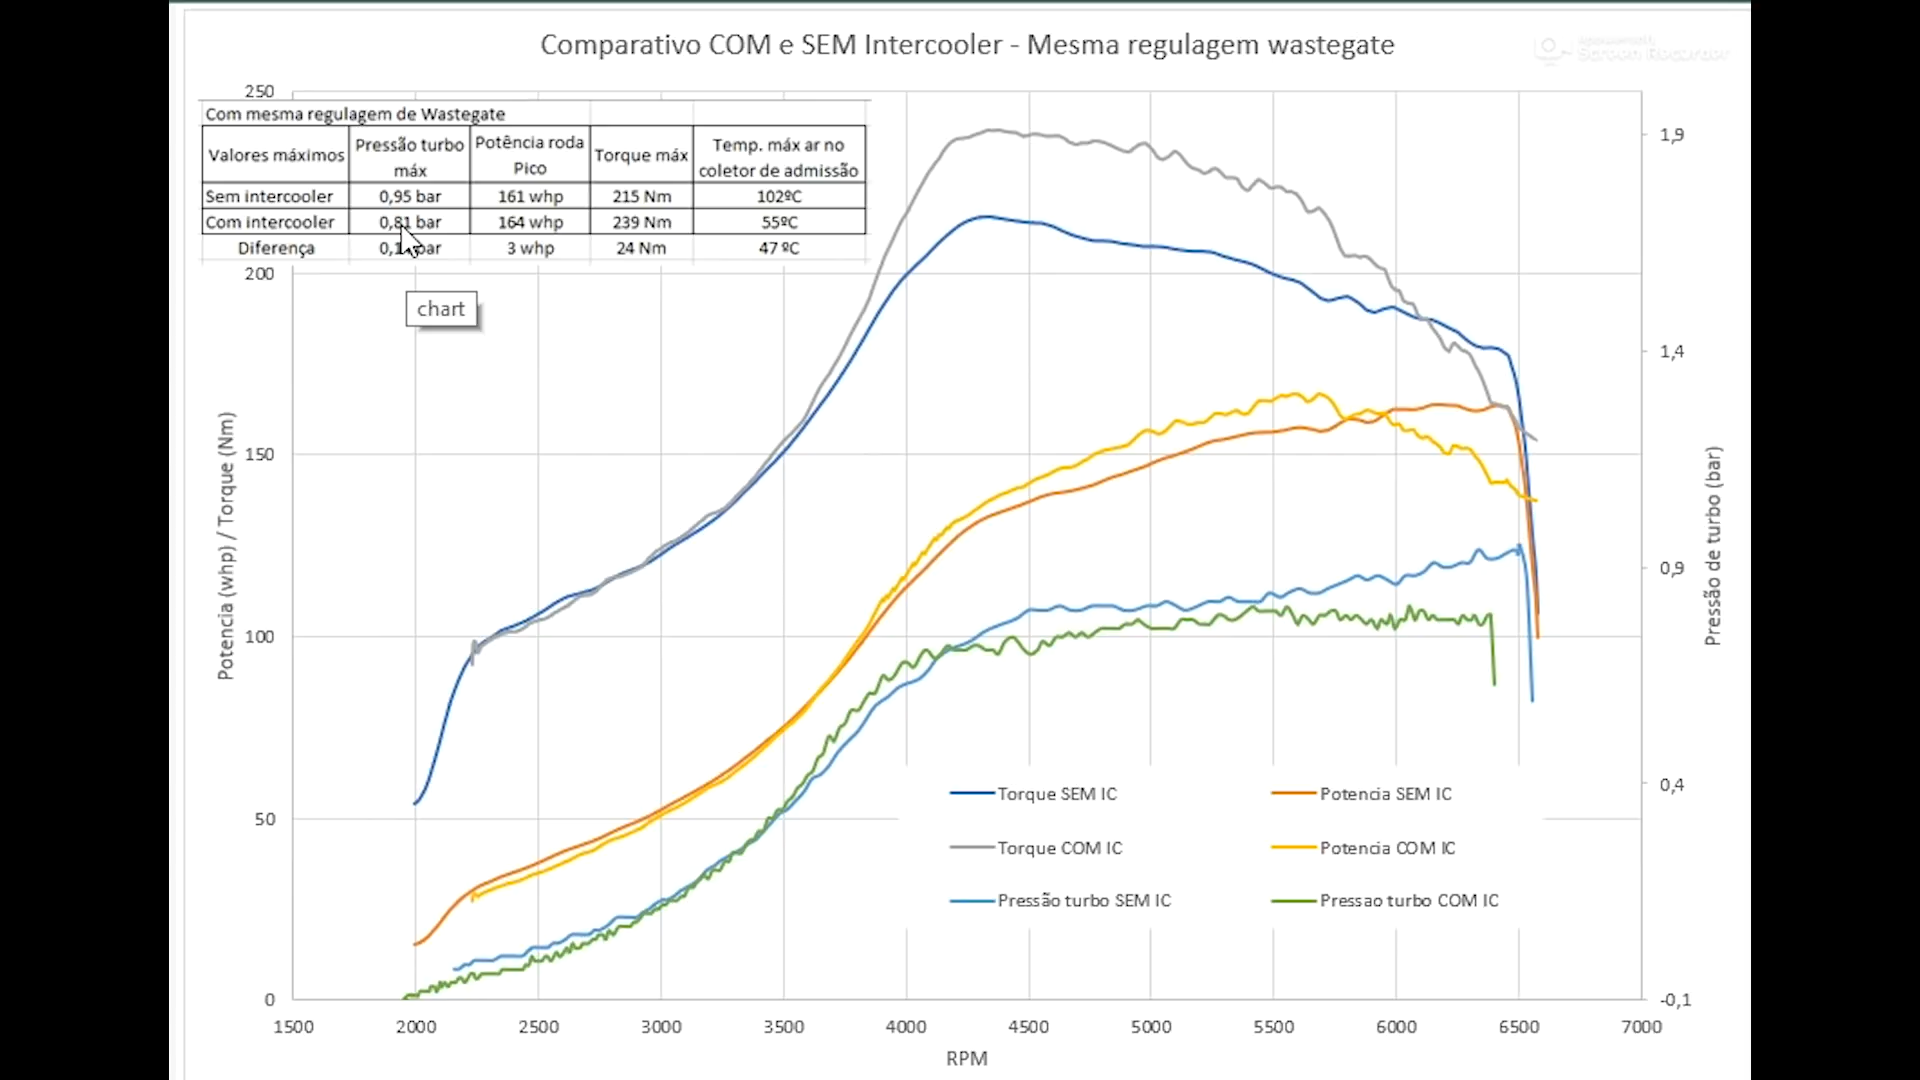 Comparativo COM e SEM Intercooler - Mesma regulagem wastegate
Screen Recorder
Com mesma regulagem de Wastegate
Valores máximos Pressão turbo máx Potência roda Pico Torque máx Temp. máx ar no coletor de admissão
Sem intercooler 0,95 bar 161 whp 215 Nm 102ºC
Com intercooler 0,81 bar 164 whp 239 Nm 55ºC
Diferença bar 3 whp 24 Nm 47 ºC
chart
250
200
150
100
50
0
Potencia (whp) / Torque (Nm)
1,9
1,4
0,9
0,4
-0,1
Pressão de turbo (bar)
Torque SEM IC
Potencia SEM IC
Torque COM IC
Potencia COM IC
Pressão turbo SEM IC
Pressao turbo COM IC
1500 2000 2500 3000 3500 4000 4500 5000 5500 6000 6500 7000
RPM